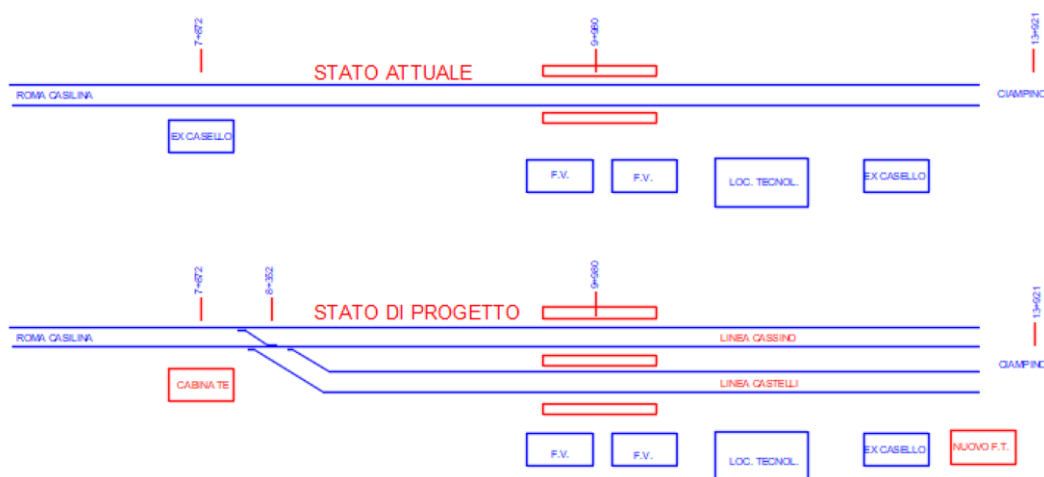 7+872
9+980
13+921
STATO ATTUALE
ROMA CASILINA
CIAMPINO
EX CASELLO
F.V.
F.V.
LOC. TECNOL.
EX CASELLO
7+872
8+352
9+980
13+921
STATO DI PROGETTO
ROMA CASILINA
LINEA CASSINO
CIAMPINO
CABINA TE
LINEA CASTELLI
F.V.
F.V.
LOC. TECNOL.
EX CASELLO
NUOVO F.T.